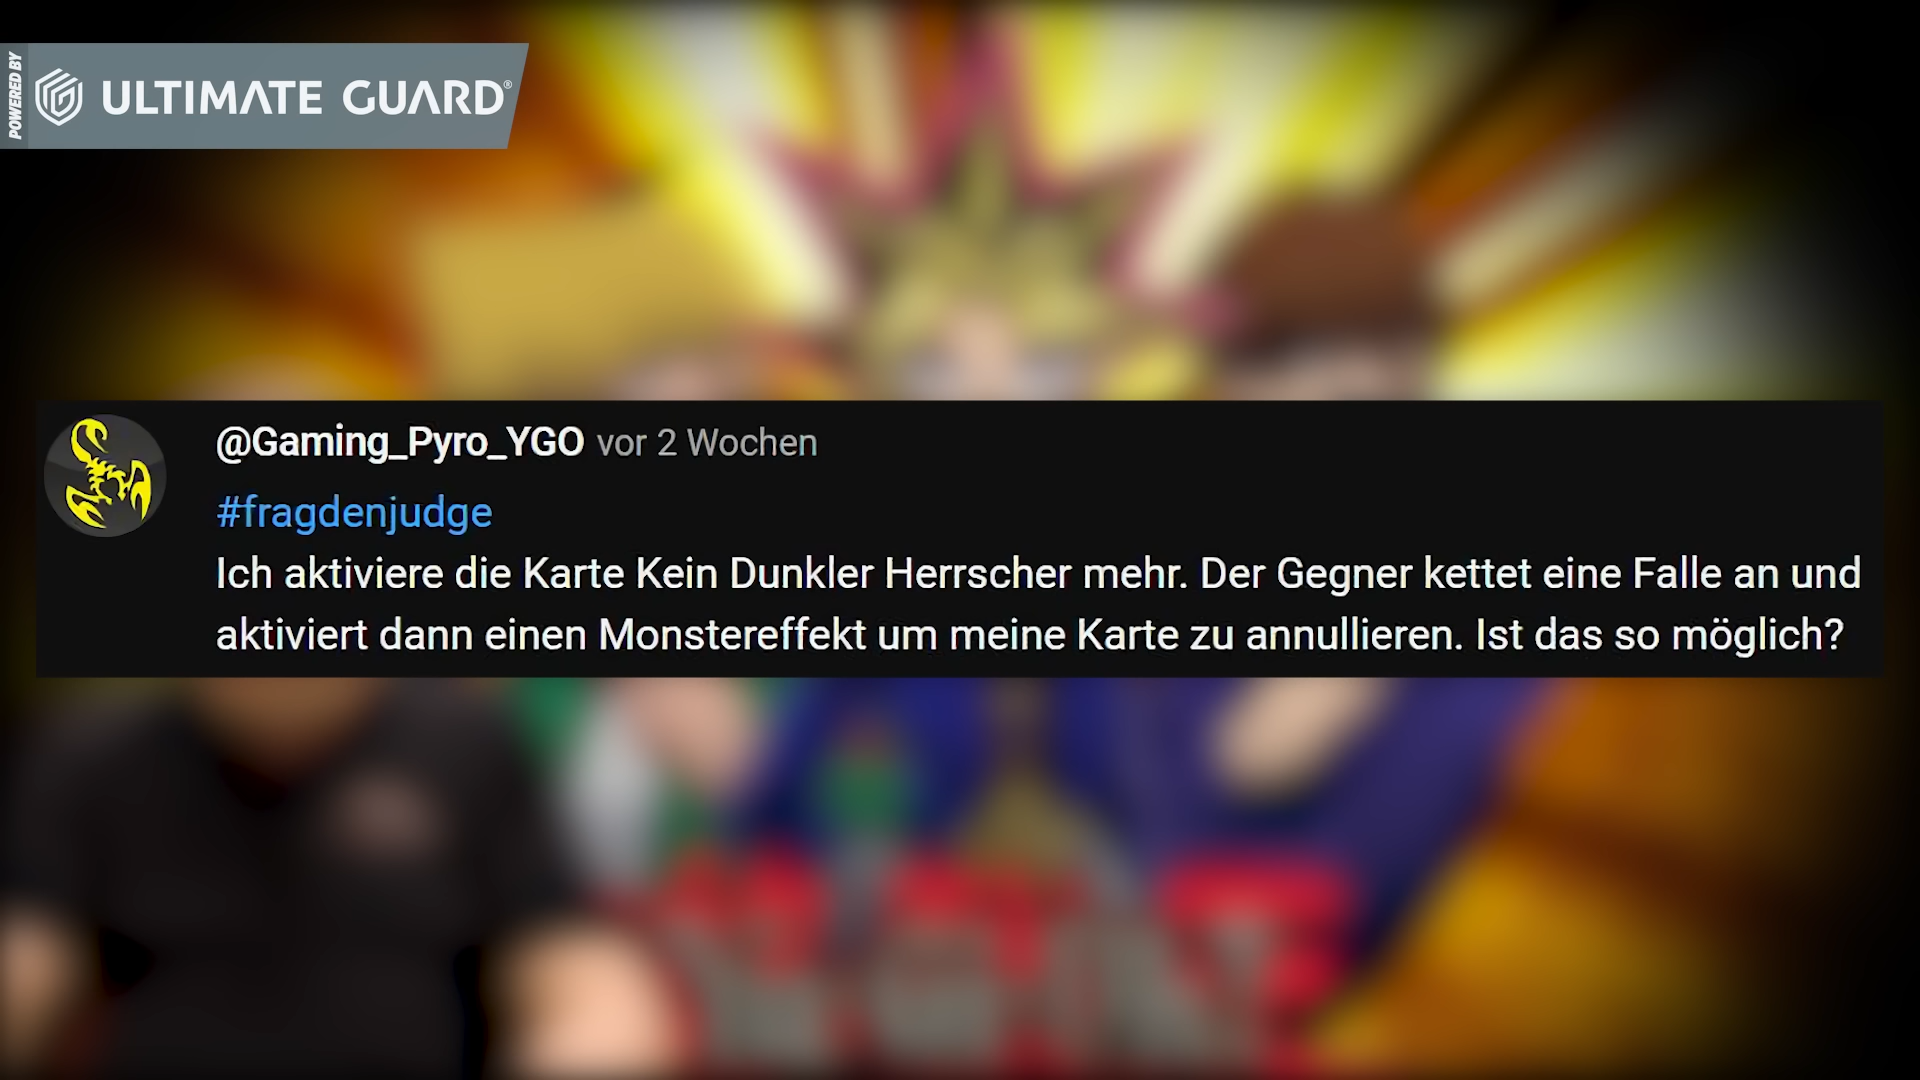 POWERED BY
ULTIMATE GUARD®
@Gaming_Pyro_YGO vor 2 Wochen
#fragdenjudge
Ich aktiviere die Karte Kein Dunkler Herrscher mehr. Der Gegner kettet eine Falle an und
aktiviert dann einen Monstereffekt um meine Karte zu annullieren. Ist das so möglich?